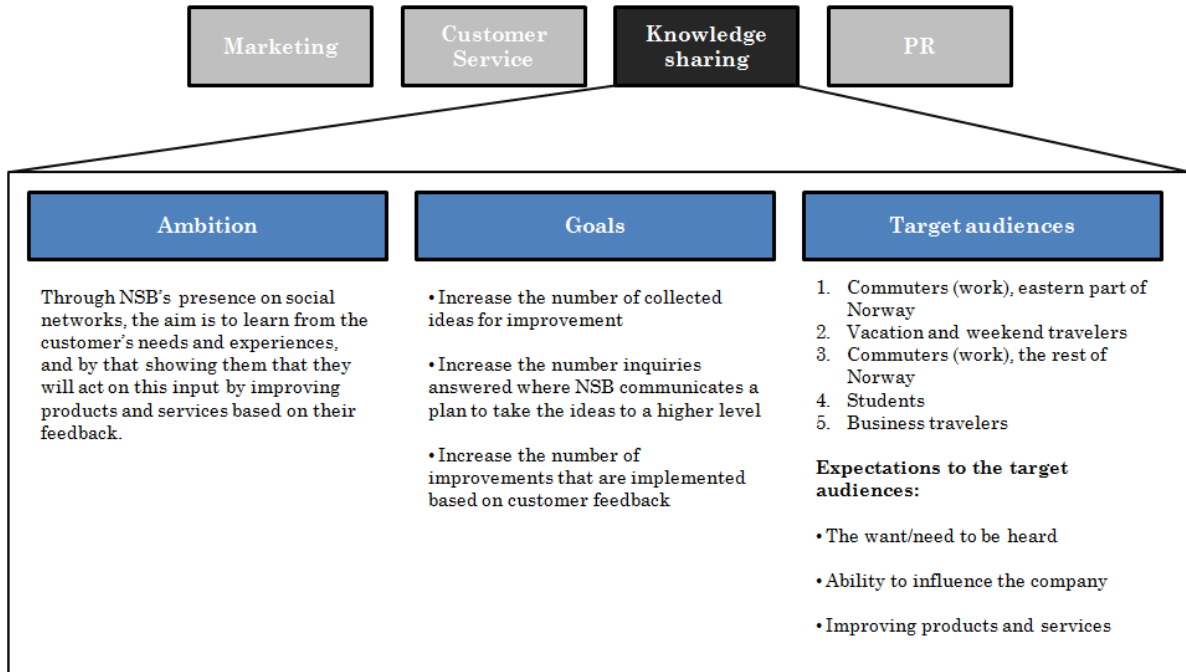 Marketing
Customer
Service
Knowledge
sharing
PR
Ambition
Through NSB's presence on social
networks, the aim is to learn from the
customer's needs and experiences,
and by that showing them that they
will act on this input by improving
products and services based on their
feedback.
Goals
• Increase the number of collected
ideas for improvement
• Increase the number inquiries
answered where NSB communicates a
plan to take the ideas to a higher level
• Increase the number of
improvements that are implemented
based on customer feedback
Target audiences
1. Commuters (work), eastern part of
Norway
2. Vacation and weekend travelers
3. Commuters (work), the rest of
Norway
4. Students
5. Business travelers
Expectations to the target
audiences:
• The want/need to be heard
• Ability to influence the company
• Improving products and services